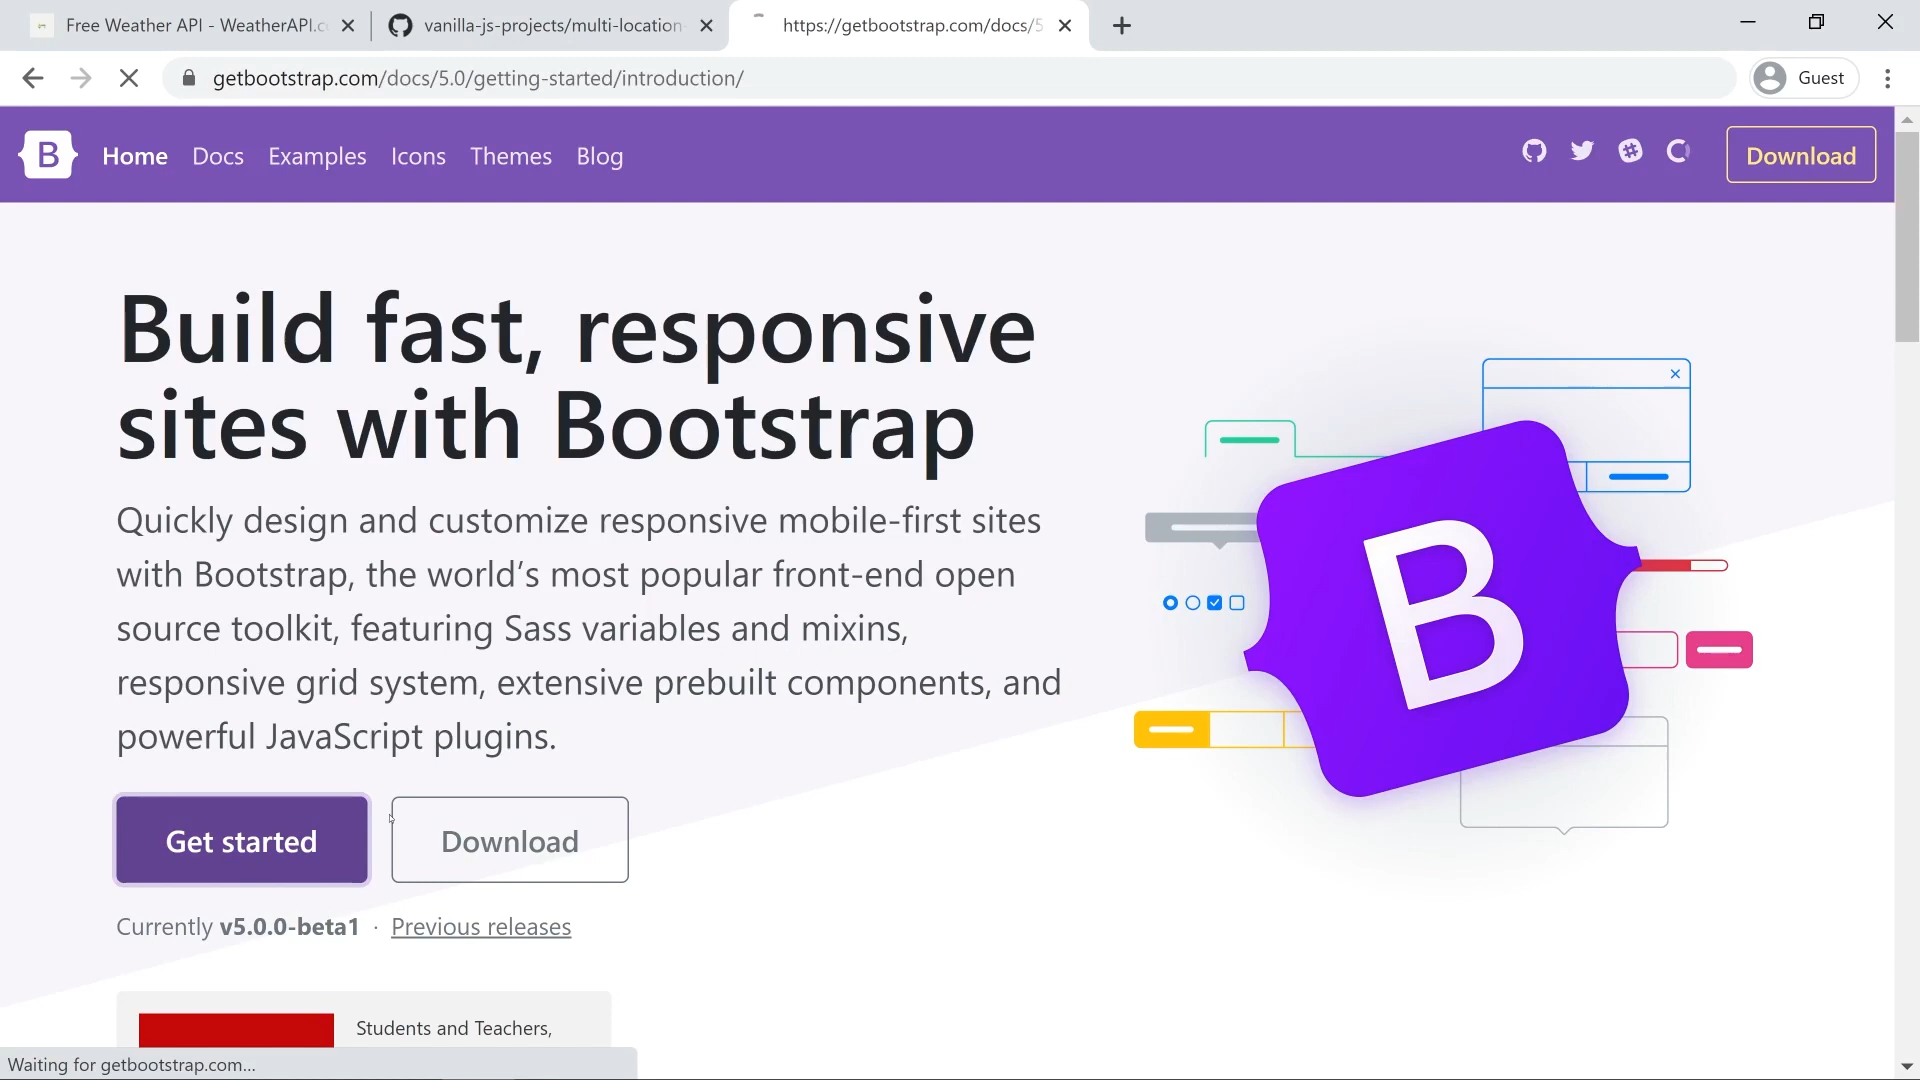 Free Weather API - WeatherAPI.c
vanilla-js-projects/multi-location-
https://getbootstrap.com/docs/5
getbootstrap.com/docs/5.0/getting-started/introduction/
Guest
B
Home
Docs
Examples
Icons
Themes
Blog
Download
Build fast, responsive
sites with Bootstrap
Quickly design and customize responsive mobile-first sites
with Bootstrap, the world’s most popular front-end open
source toolkit, featuring Sass variables and mixins,
responsive grid system, extensive prebuilt components, and
powerful JavaScript plugins.
B
Get started
Download
Currently v5.0.0-beta1 · Previous releases
Students and Teachers,
Waiting for getbootstrap.com...